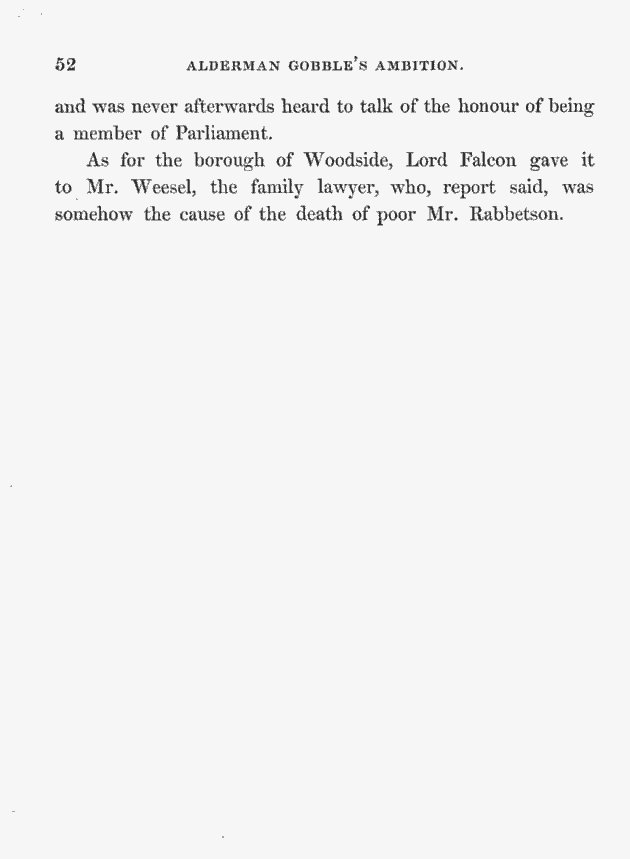 52 ALDERMAN GOBBLE'S AMBITION.
and was never afterwards heard to talk of the honour of being
a member of Parliament.
As for the borough of Woodside, Lord Falcon gave it
to Mr. Weesel, the family lawyer, who, report said, was
somehow the cause of the death of poor Mr. Rabbetson.